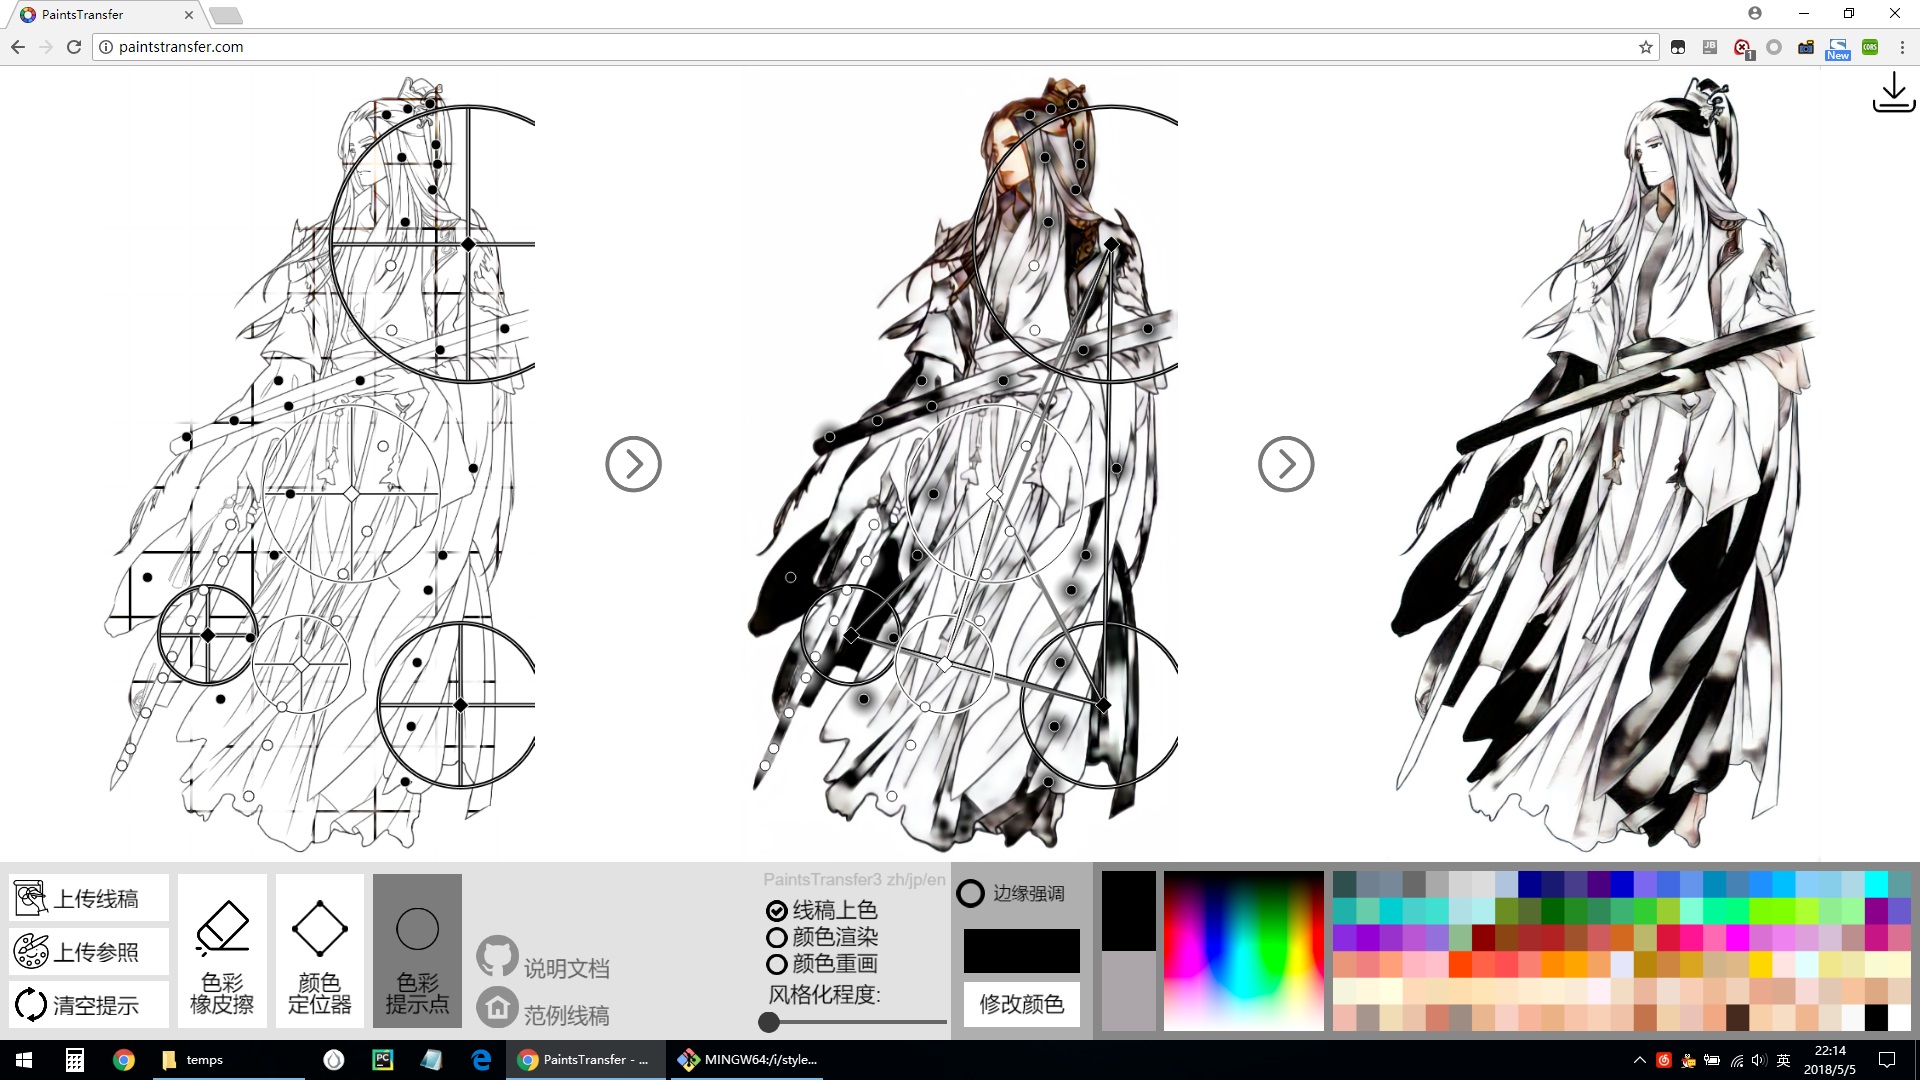 PaintsTransfer
paintstransfer.com
JB
1
New
CORS
上传线稿
上传参照
清空提示
色彩
橡皮擦
颜色
定位器
色彩
提示点
说明文档
范例线稿
PaintsTransfer3 zh/jp/en
线稿上色
颜色渲染
颜色重画
风格化程度:
边缘强调
修改颜色
temps
PC
PaintsTransfer - ...
MINGW64:/i/style...
英
22:14
2018/5/5